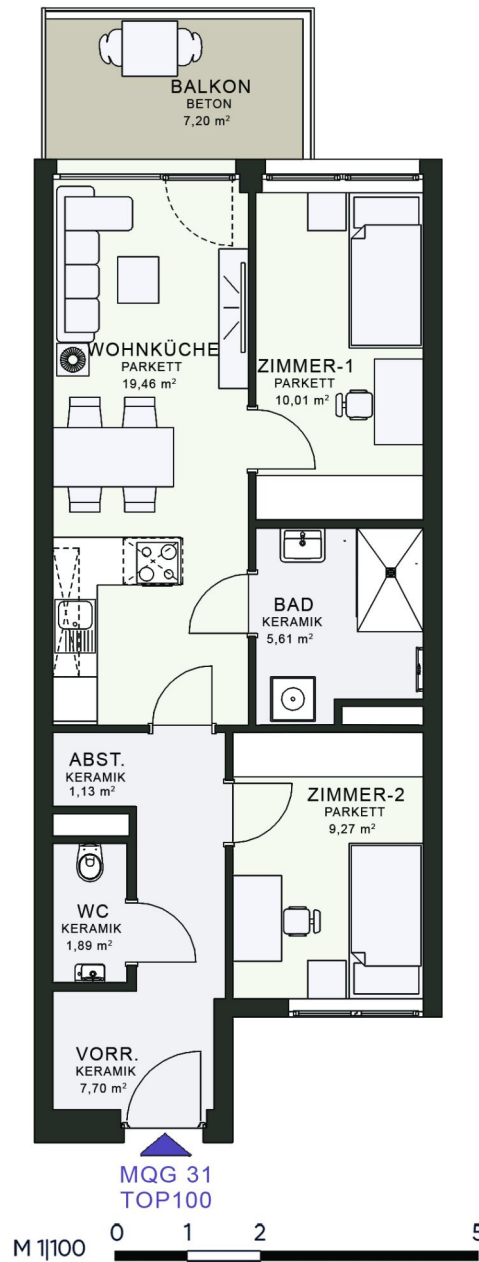 BALKON
BETON
7,20 m²
WOHNKÜCHE
PARKETT
19,46 m²
ZIMMER-1
PARKETT
10,01 m²
BAD
KERAMIK
5,61 m²
ABST.
KERAMIK
1,13 m²
ZIMMER-2
PARKETT
9,27 m²
WC
KERAMIK
1,89 m²
VORR.
KERAMIK
7,70 m²
MQG 31
TOP100
M 1|100 0 1 2 5